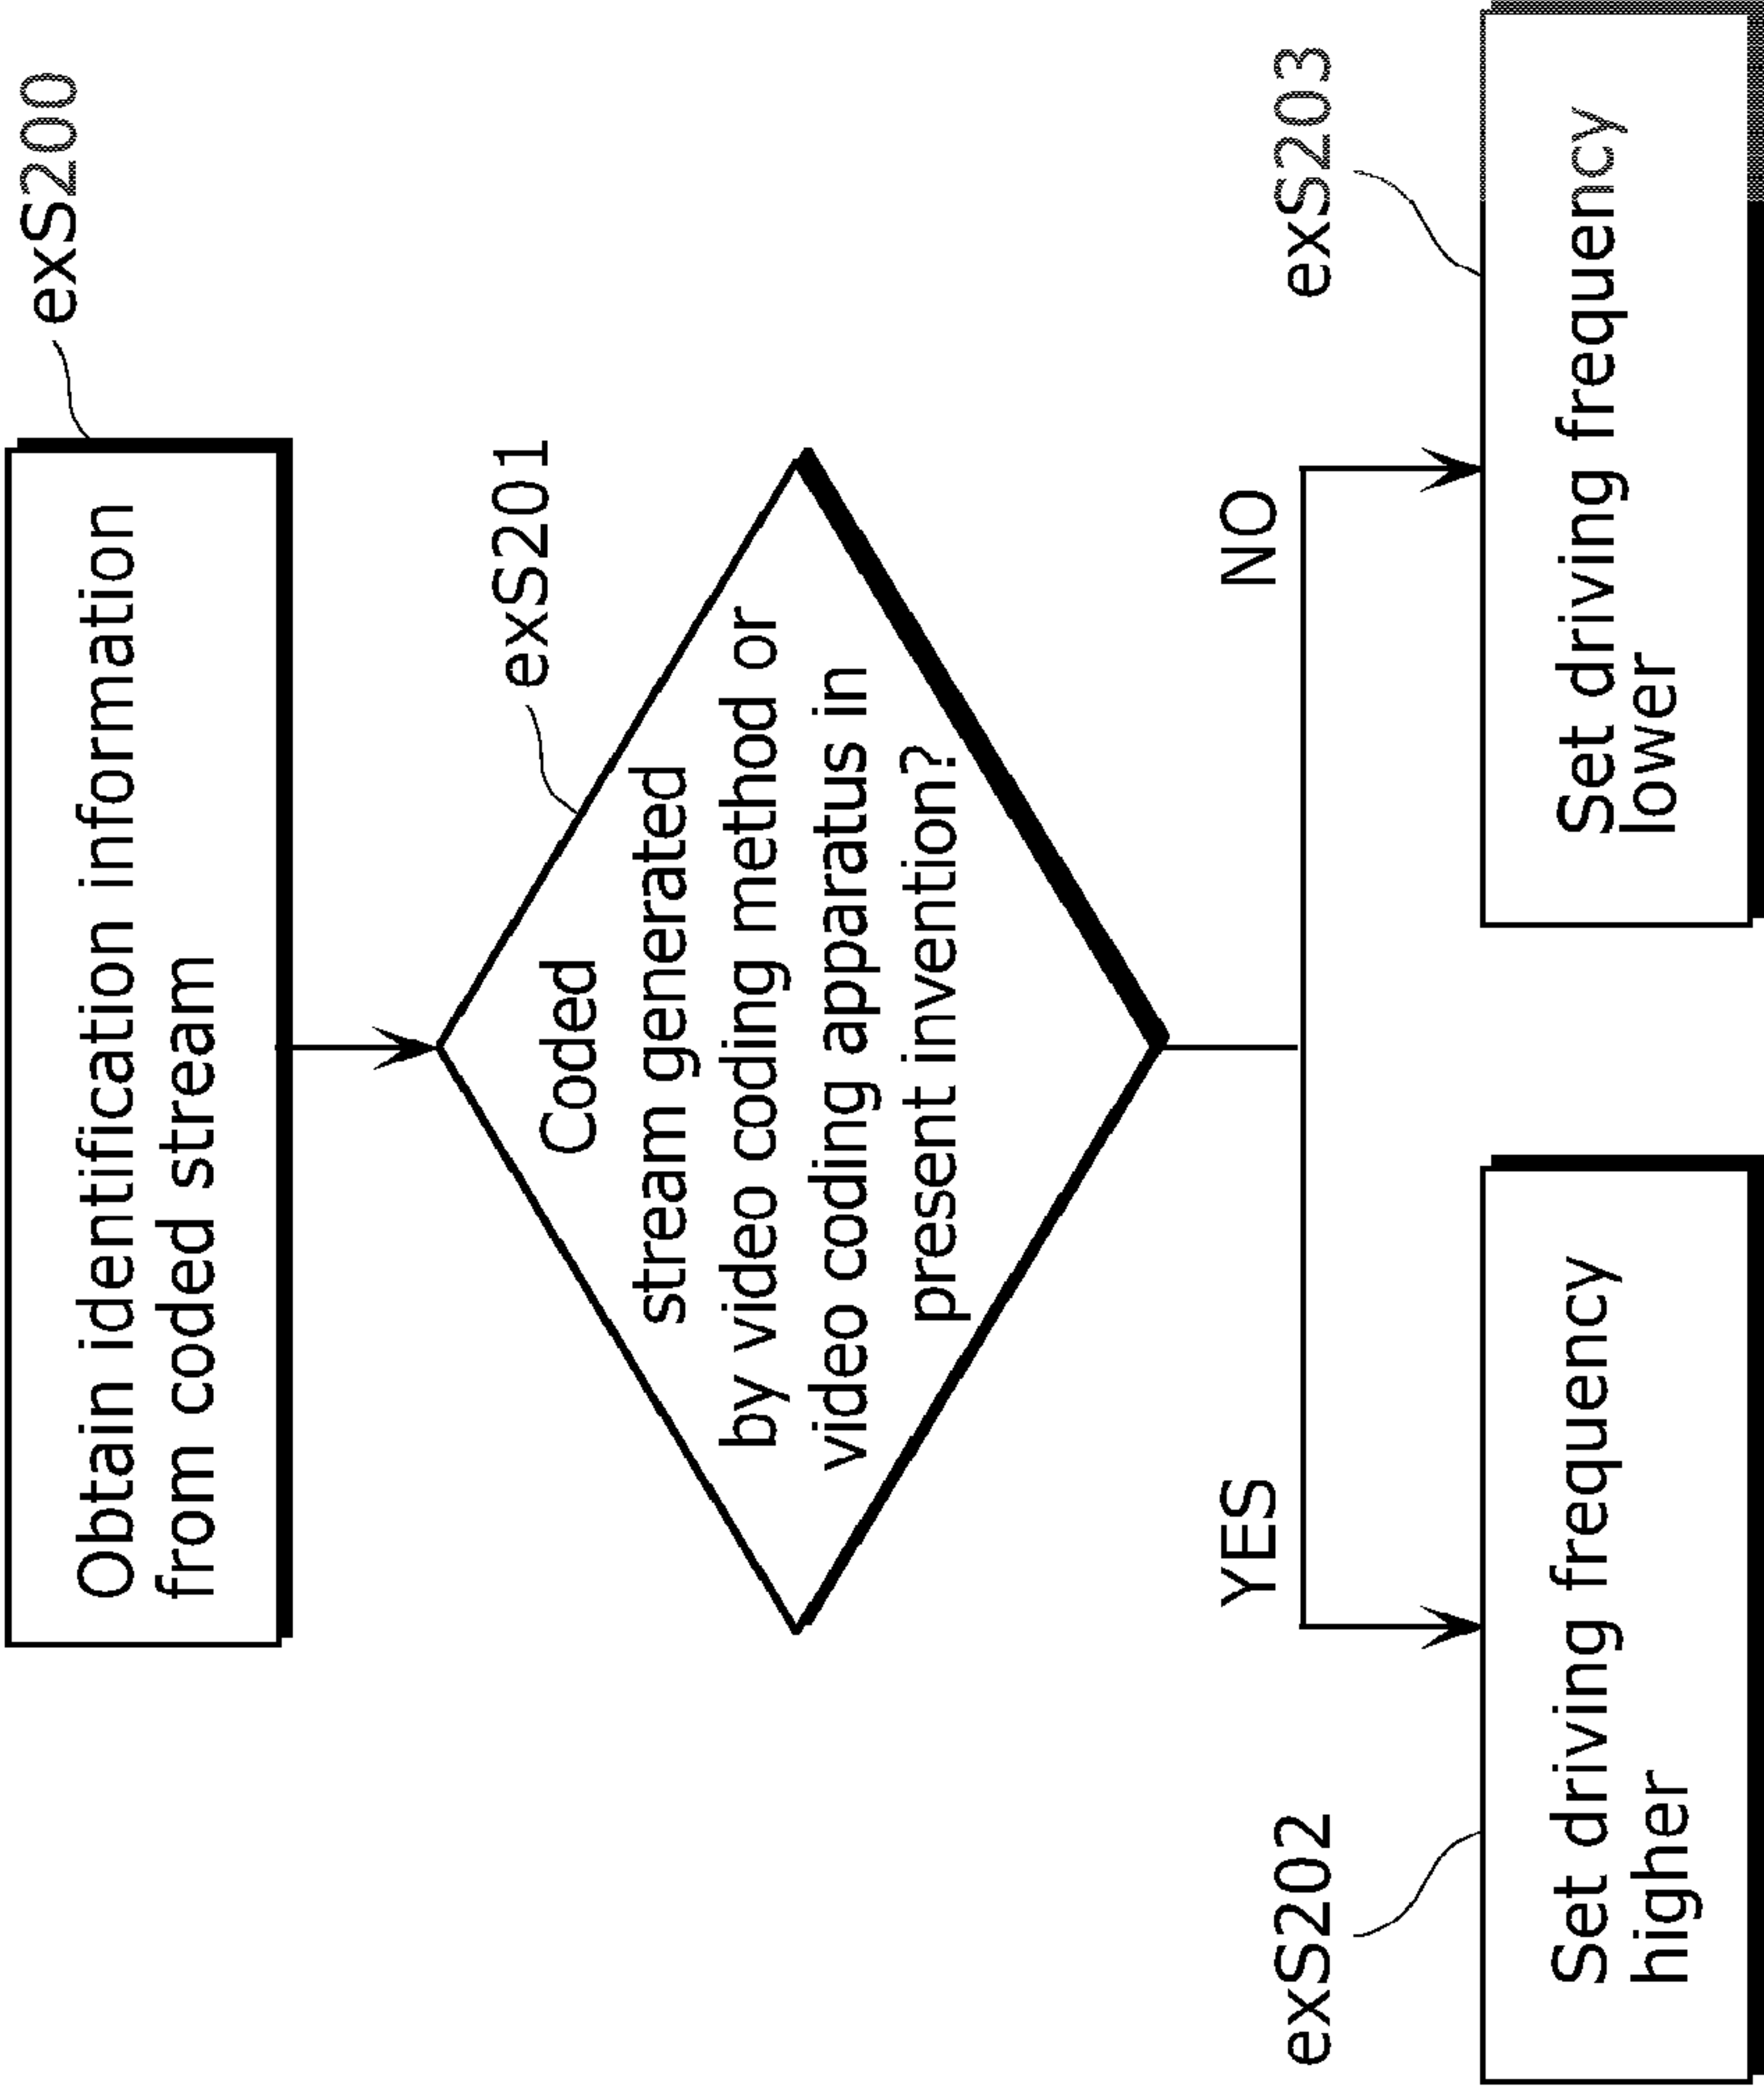 exS200
Obtain identification information
from coded stream
exS201
Coded
stream generated
by video coding method or
video coding apparatus in
present invention?
YES
NO
exS202
exS203
Set driving frequency
higher
Set driving frequency
lower